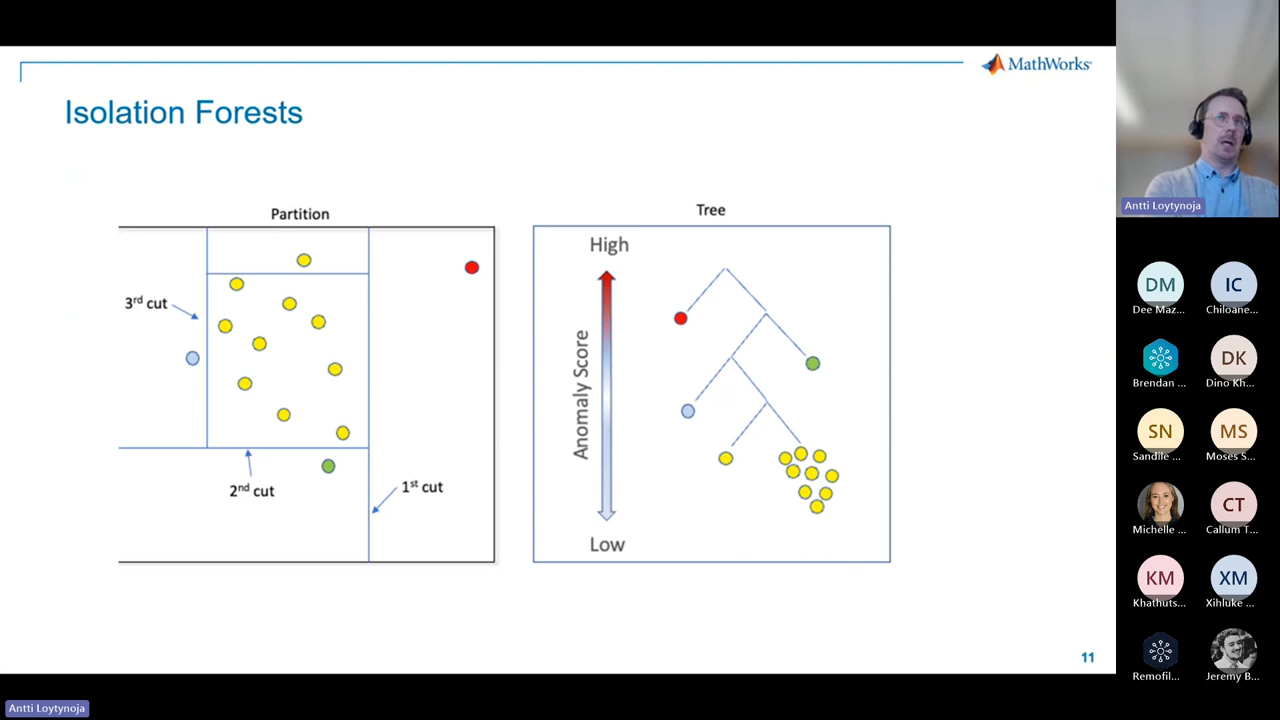 MathWorks
Isolation Forests
Partition
Tree
3rd cut
2nd cut
1st cut
High
Anomaly Score
Low
11
Antti Loytynoja
DM
IC
Dee Maz...
Chiloane...
DK
Brendan ...
Dino Kh...
SN
MS
Sandile ...
Moses S...
CT
Michelle ...
Callum T...
KM
XM
Khathuts...
Xihluke ...
Remofil...
Jeremy B...
Antti Loytynoja